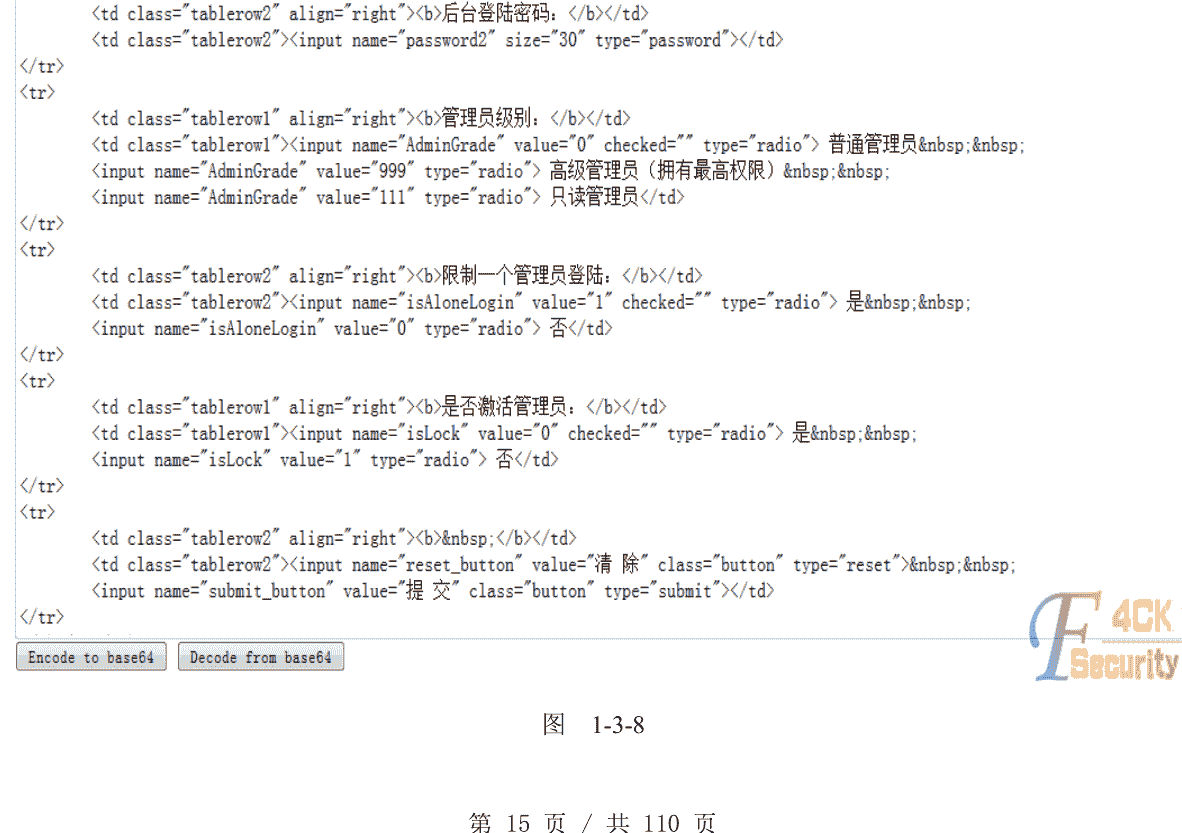 <td class="tablerow2" align="right"><b>后台登陆密码：</b></td>
<td class="tablerow2"><input name="password2" size="30" type="password"></td>
</tr>
<tr>
<td class="tablerow1" align="right"><b>管理员级别：</b></td>
<td class="tablerow1"><input name="AdminGrade" value="0" checked="" type="radio"> 普通管理员&nbsp;&nbsp;
<input name="AdminGrade" value="999" type="radio"> 高级管理员（拥有最高权限）&nbsp;&nbsp;
<input name="AdminGrade" value="111" type="radio"> 只读管理员</td>
</tr>
<tr>
<td class="tablerow2" align="right"><b>限制一个管理员登陆：</b></td>
<td class="tablerow2"><input name="isAloneLogin" value="1" checked="" type="radio"> 是&nbsp;&nbsp;
<input name="isAloneLogin" value="0" type="radio"> 否</td>
</tr>
<tr>
<td class="tablerow1" align="right"><b>是否激活管理员：</b></td>
<td class="tablerow1"><input name="isLock" value="0" checked="" type="radio"> 是&nbsp;&nbsp;
<input name="isLock" value="1" type="radio"> 否</td>
</tr>
<tr>
<td class="tablerow2" align="right"><b>&nbsp;</b></td>
<td class="tablerow2"><input name="reset_button" value="清 除" class="button" type="reset">&nbsp;&nbsp;
<input name="submit_button" value="提 交" class="button" type="submit"></td>
</tr>
Encode to base64 Decode from base64
F4CK Security
图 1-3-8
第 15 页 / 共 110 页